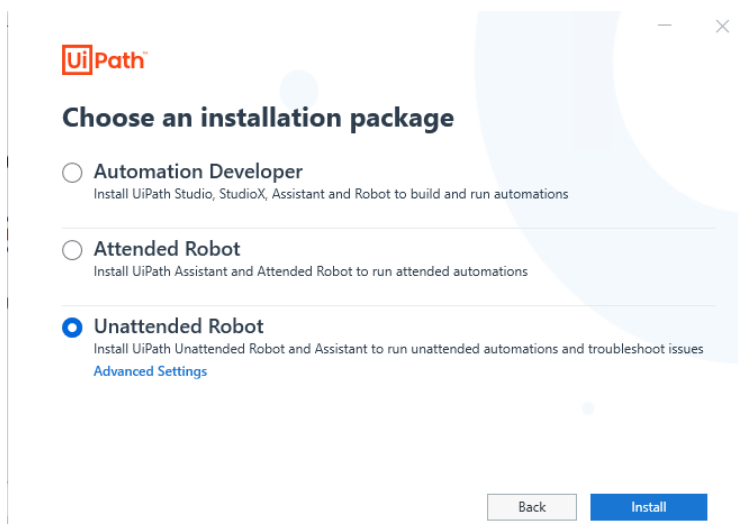 UiPath™
Choose an installation package
Automation Developer
Install UiPath Studio, StudioX, Assistant and Robot to build and run automations
Attended Robot
Install UiPath Assistant and Attended Robot to run attended automations
Unattended Robot
Install UiPath Unattended Robot and Assistant to run unattended automations and troubleshoot issues
Advanced Settings
Back
Install